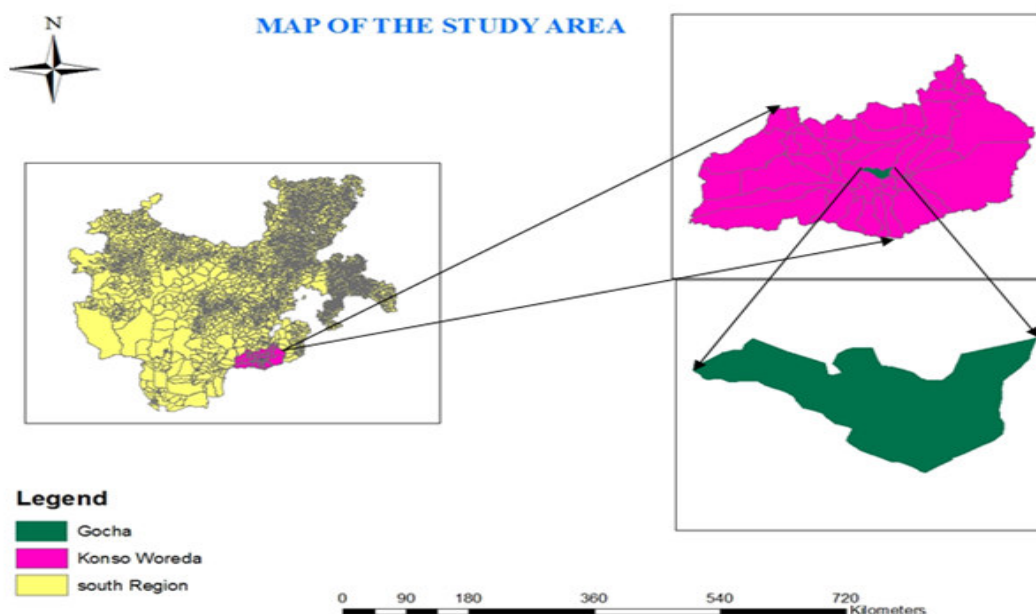 N
MAP OF THE STUDY AREA
Legend
Gocha
Konso Woreda
south Region
0 90 180 360 540 720
Kilometers